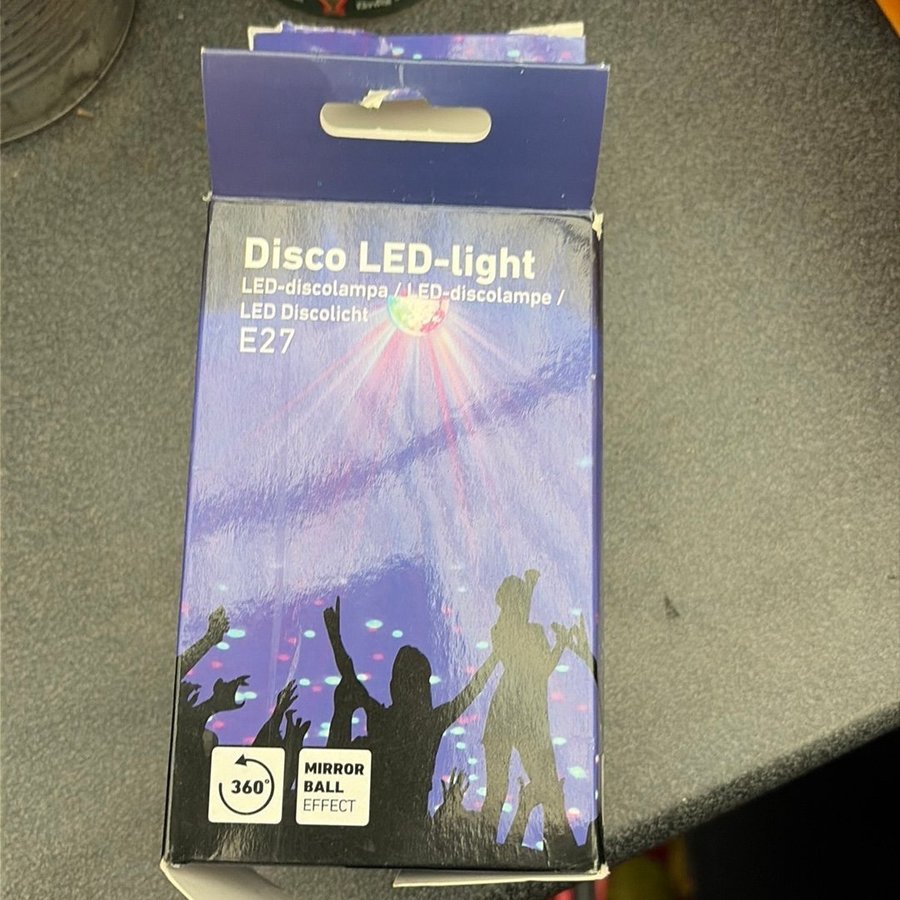 Disco LED-light
LED-discolampa / LED-discolampe /
LED Discolicht
E27
360°
MIRROR
BALL
EFFECT